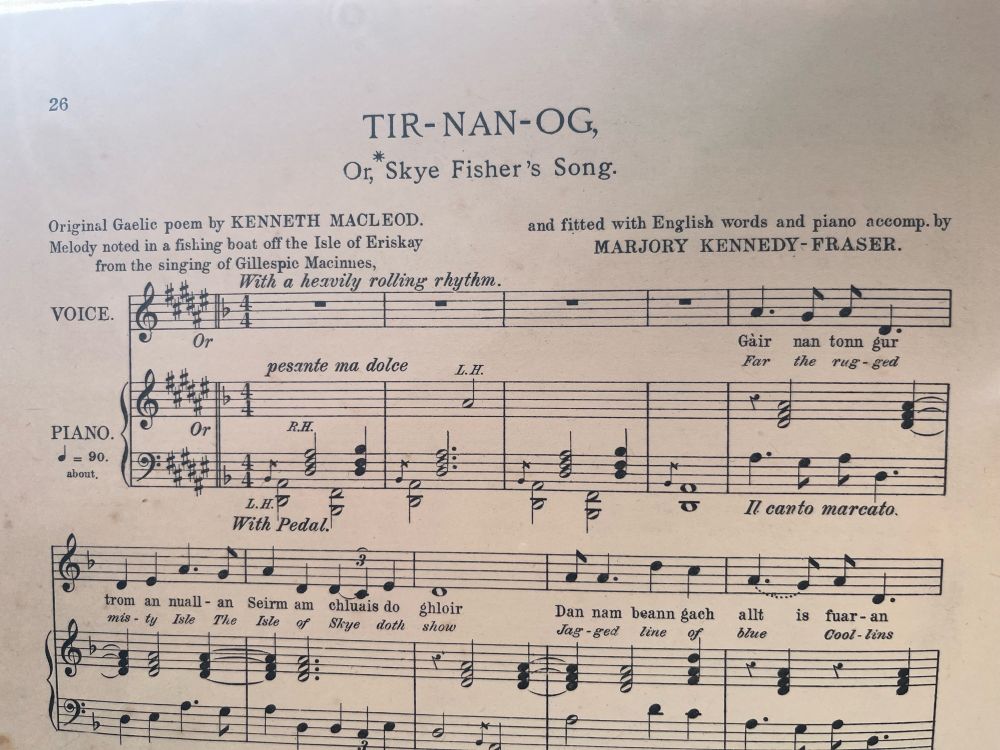 26
TIR-NAN-OG,
Or, *Skye Fisher's Song.
Original Gaelic poem by KENNETH MACLEOD.
Melody noted in a fishing boat off the Isle of Eriskay
from the singing of Gillespic Macinnes,
and fitted with English words and piano accomp. by
MARJORY KENNEDY-FRASER.
With a heavily rolling rhythm.
VOICE.
Or
Gàir nan tonn gur
Far the rug-ged
pesante ma dolce
L.H.
PIANO.
Or
R.H.
♩ = 90.
about.
L.H.
With Pedal.
Il canto marcato.
3
trom an nuall-an Seirm am chluais do ghloir
mis-ty Isle The Isle of Skye doth show
Dan nam beann gach allt is fuar-an
Jag-ged line of blue Cool-lins
3